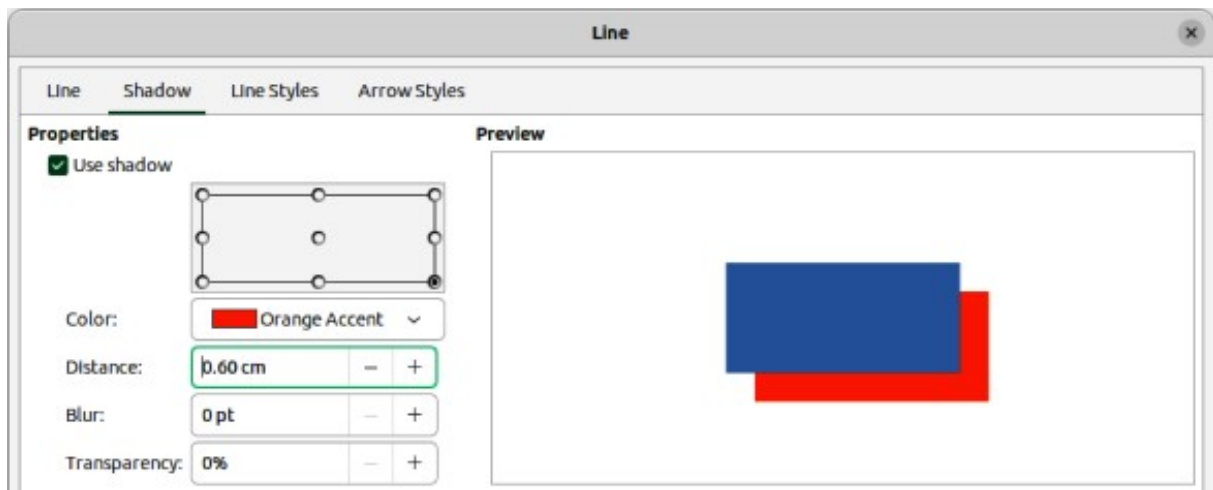 Line
Line Shadow Line Styles Arrow Styles
Properties
Use shadow
Color: Orange Accent
Distance: 0.60 cm
Blur: 0 pt
Transparency: 0%
Preview